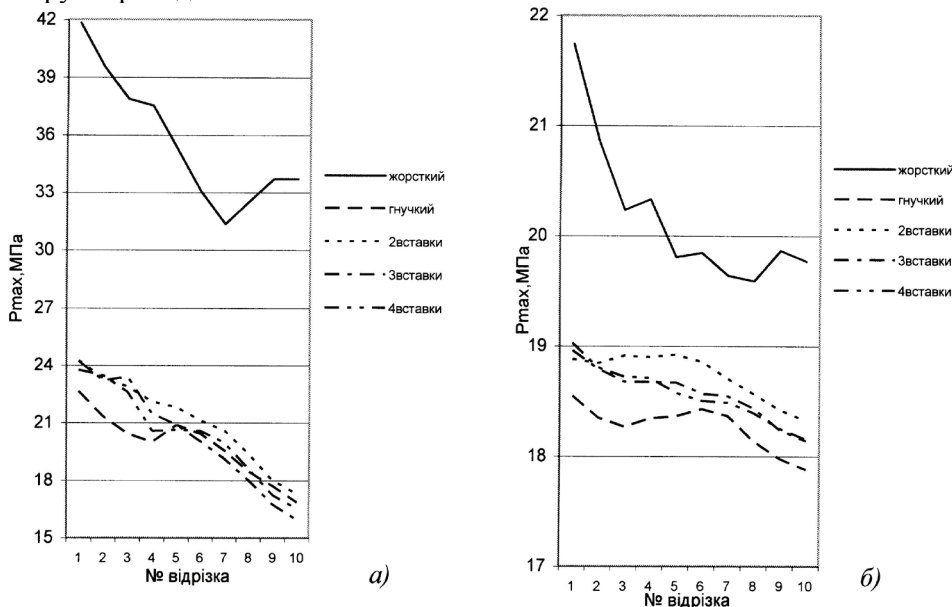 42
39
36
33
30
27
24
21
18
15
Pmax,МПа
1 2 3 4 5 6 7 8 9 10
№ відрізка
жорсткий
гнучкий
2вставки
3вставки
4вставки
а)
22
21
20
19
18
17
Pmax,МПа
1 2 3 4 5 6 7 8 9 10
№ відрізка
жорсткий
гнучкий
2вставки
3вставки
4вставки
б)